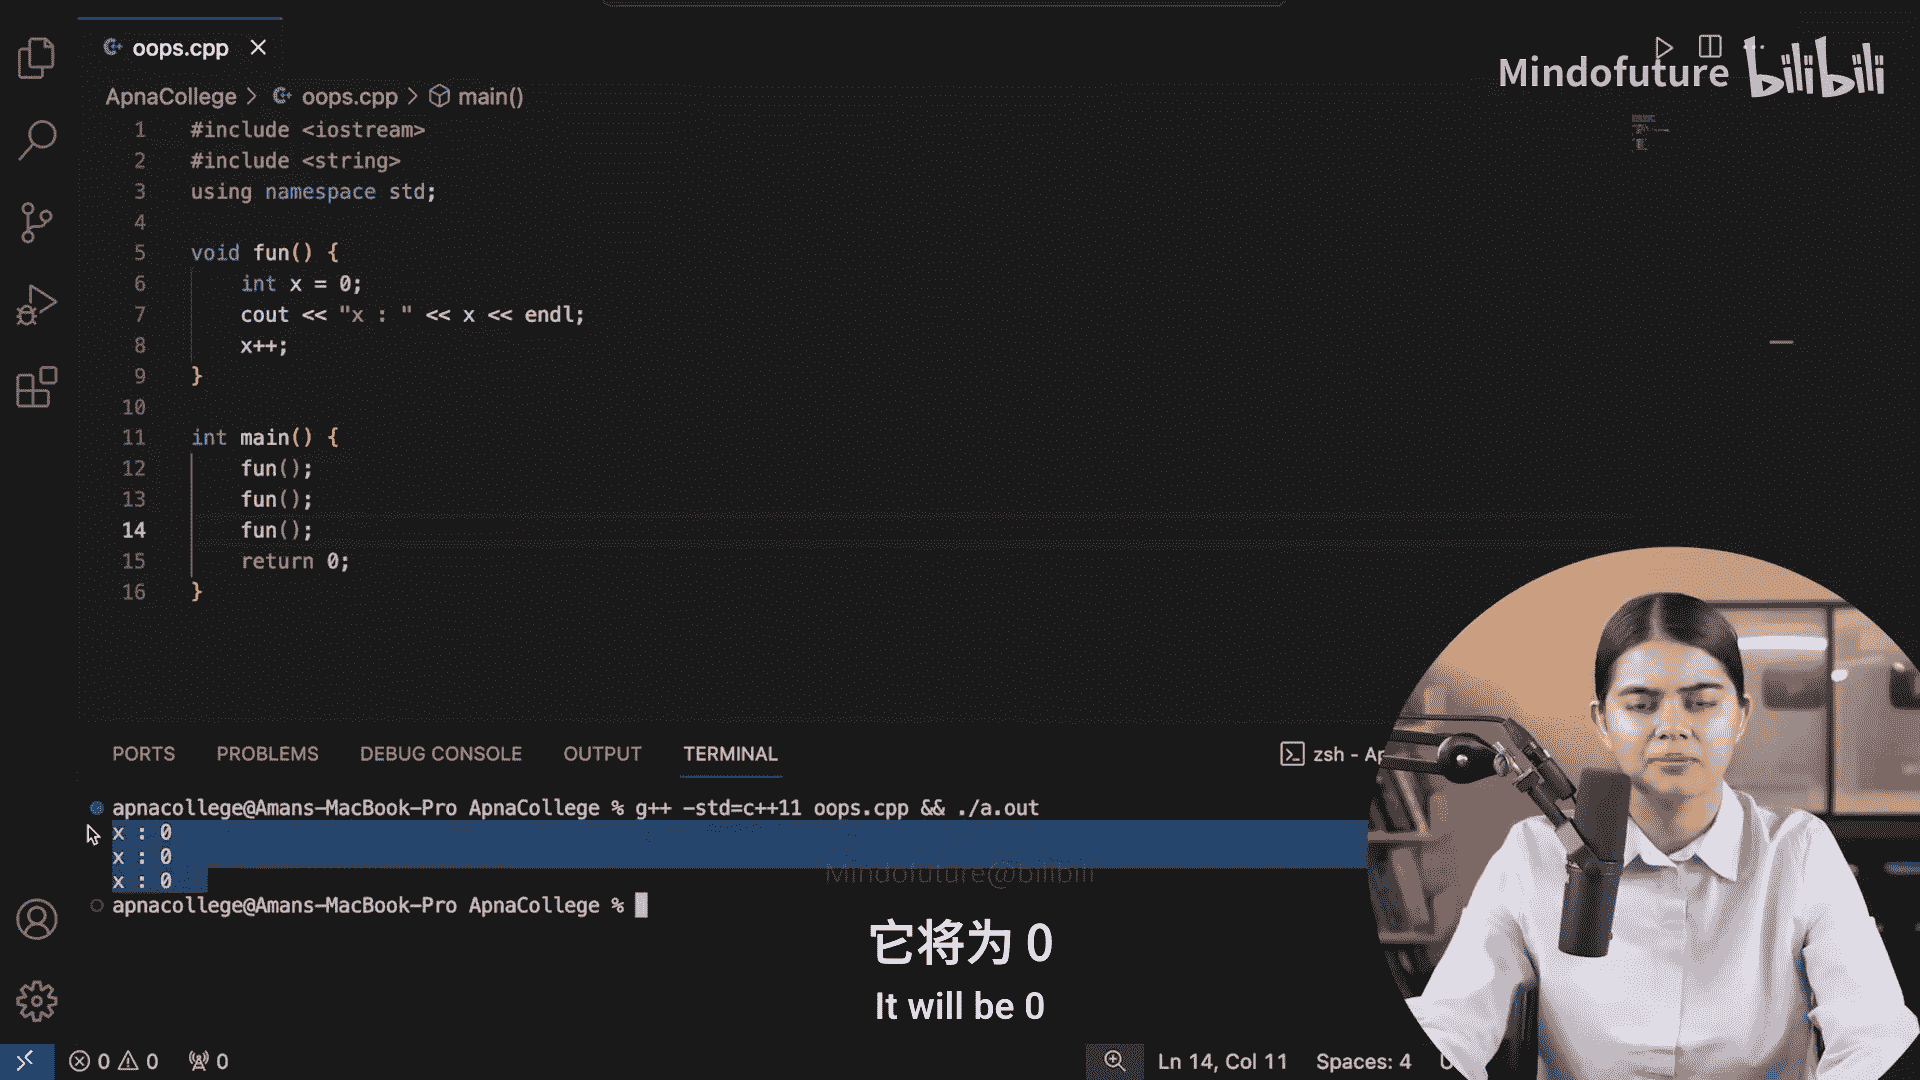 oops.cpp
Mindofuture bilibili
ApnaCollege > oops.cpp > main()
1 #include <iostream>
2 #include <string>
3 using namespace std;
4
5 void fun() {
6 int x = 0;
7 cout << "x : " << x << endl;
8 x++;
9 }
10
11 int main() {
12 fun();
13 fun();
14 fun();
15 return 0;
16 }
PORTS PROBLEMS DEBUG CONSOLE OUTPUT TERMINAL
zsh - Ap
apnacollege@Amans-MacBook-Pro ApnaCollege % g++ -std=c++11 oops.cpp && ./a.out
x : 0
x : 0
x : 0
Mindofuture@bilibili
apnacollege@Amans-MacBook-Pro ApnaCollege %
它将为 0
It will be 0
0 0 0
Ln 14, Col 11 Spaces: 4